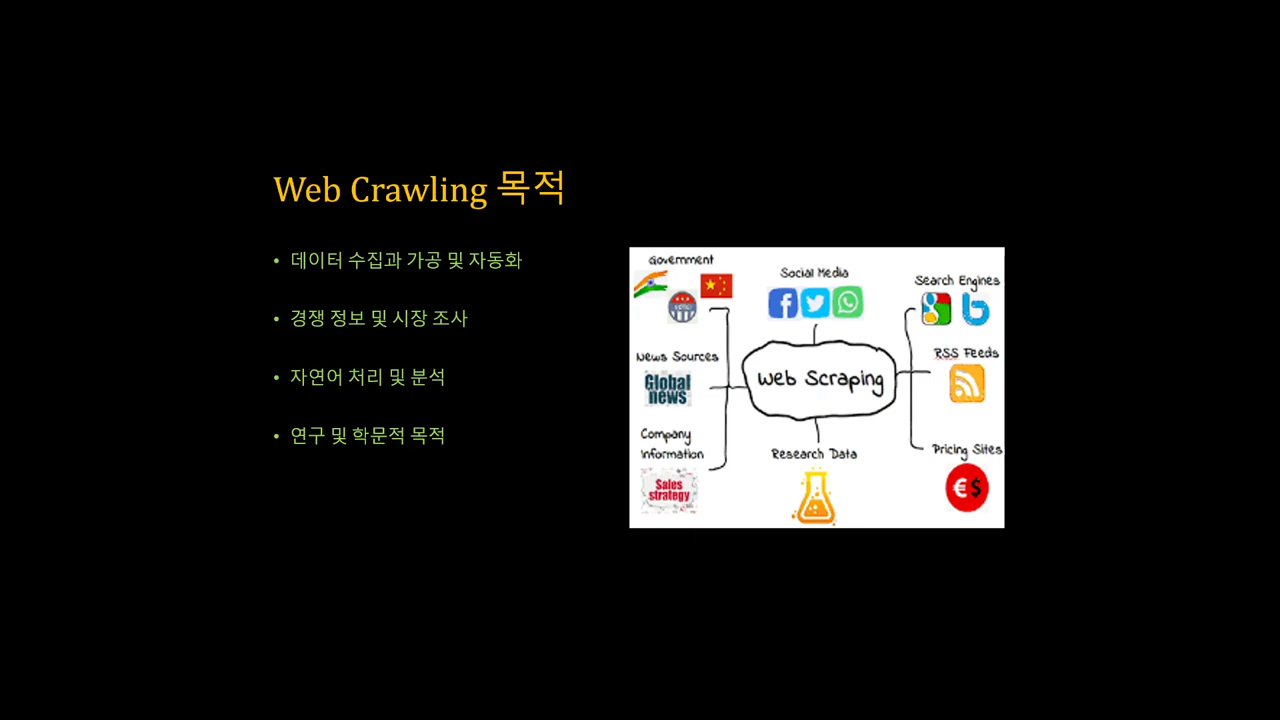 Web Crawling 목적
• 데이터 수집과 가공 및 자동화
• 경쟁 정보 및 시장 조사
• 자연어 처리 및 분석
• 연구 및 학문적 목적
Government
Social Media
Search Engines
VOTE
News Sources
RSS Feeds
Global
news
Web Scraping
Company
Information
Research Data
Pricing Sites
Sales
strategy
€$